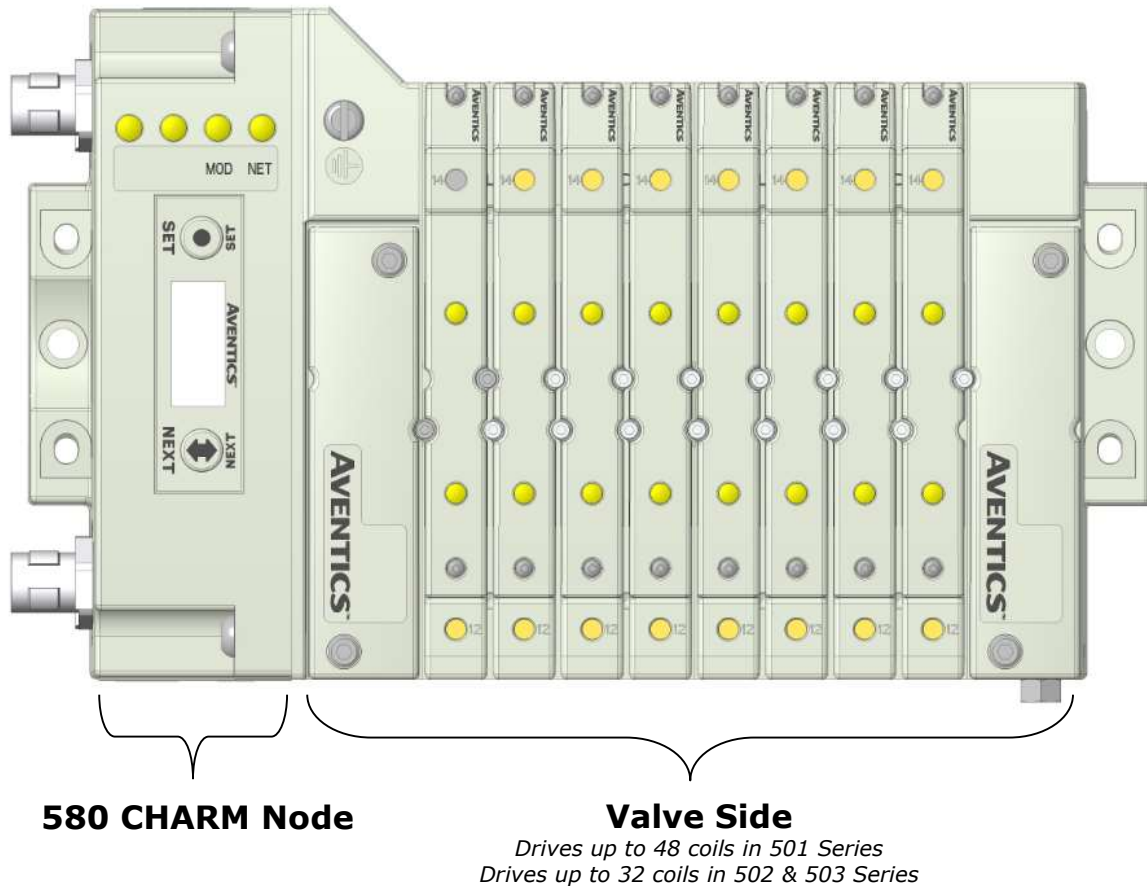 MOD NET
SET
SET
AVENTICS
NEXT
NEXT
AVENTICS™
AVENTICS
AVENTICS
AVENTICS
AVENTICS
AVENTICS
AVENTICS
AVENTICS
AVENTICS
14
14
14
14
14
14
14
14
12
12
12
12
12
12
12
12
AVENTICS™
580 CHARM Node
Valve Side
Drives up to 48 coils in 501 Series
Drives up to 32 coils in 502 & 503 Series